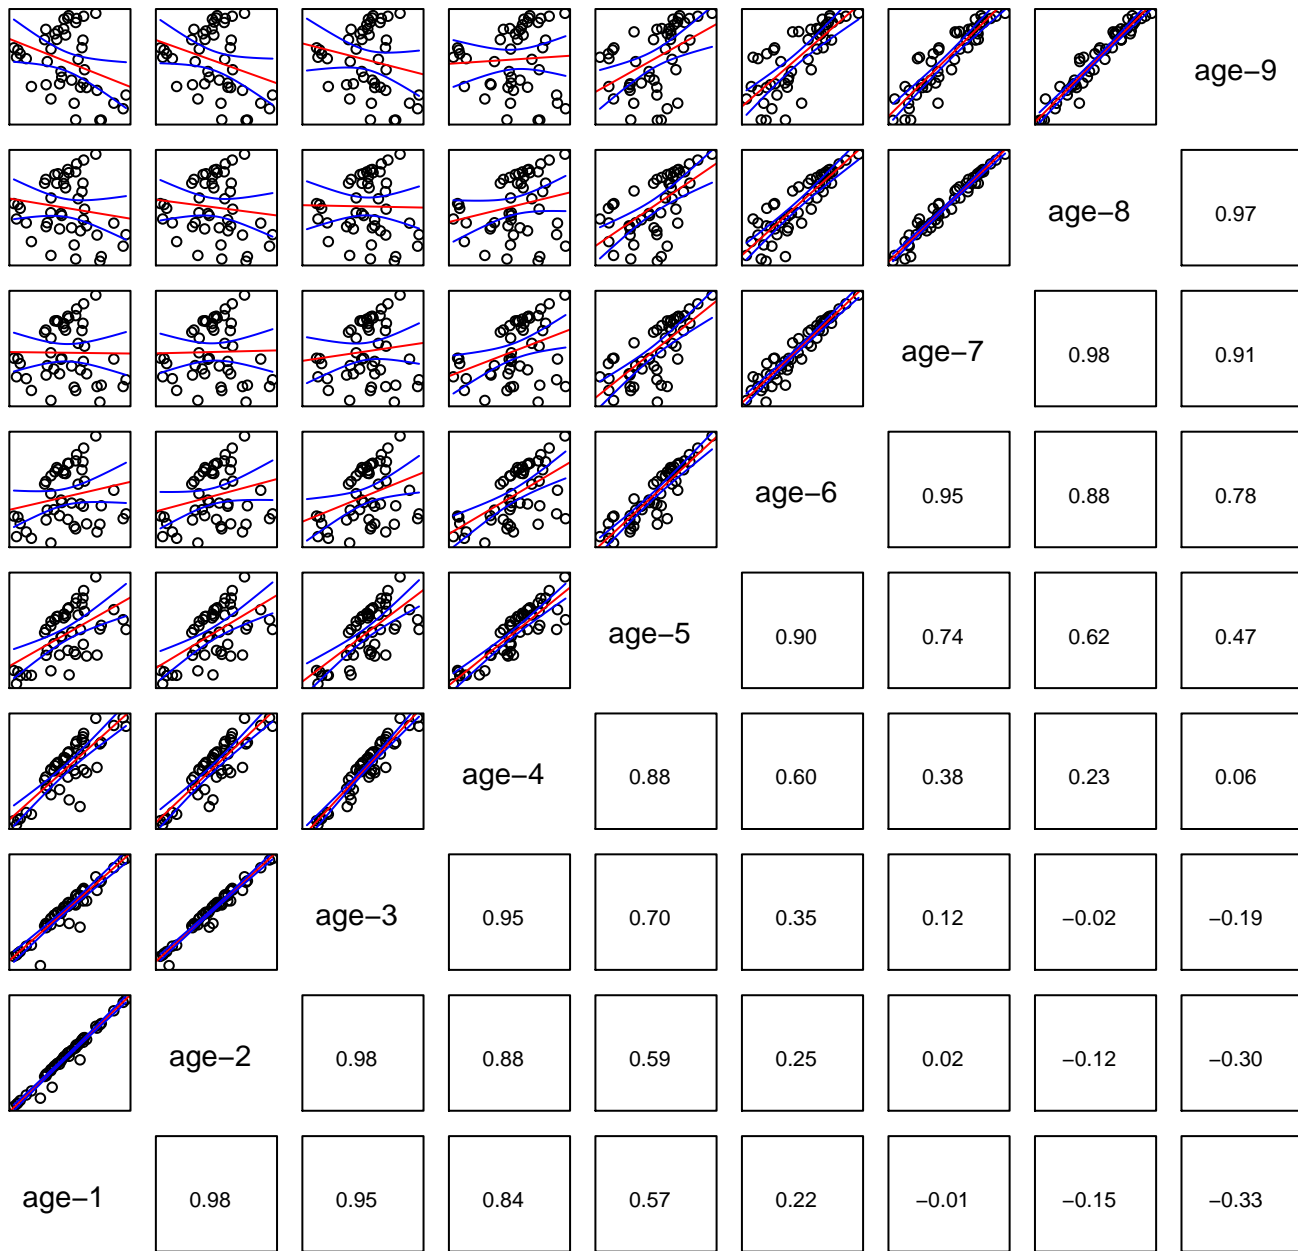 age−9
age−8 0.97
age−7 0.98 0.91
age−6 0.95 0.88 0.78
age−5 0.90 0.74 0.62 0.47
age−4 0.88 0.60 0.38 0.23 0.06
age−3 0.95 0.70 0.35 0.12 −0.02 −0.19
age−2 0.98 0.88 0.59 0.25 0.02 −0.12 −0.30
age−1 0.98 0.95 0.84 0.57 0.22 −0.01 −0.15 −0.33